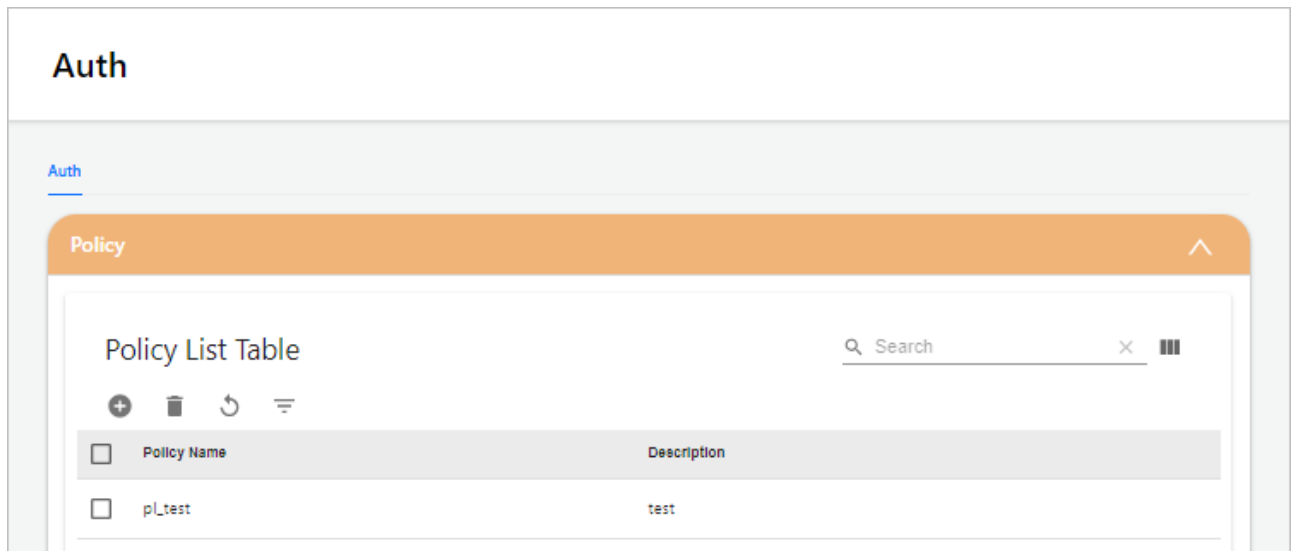 Auth
Auth
Policy
Policy List Table
Search
Policy Name Description
pl_test test